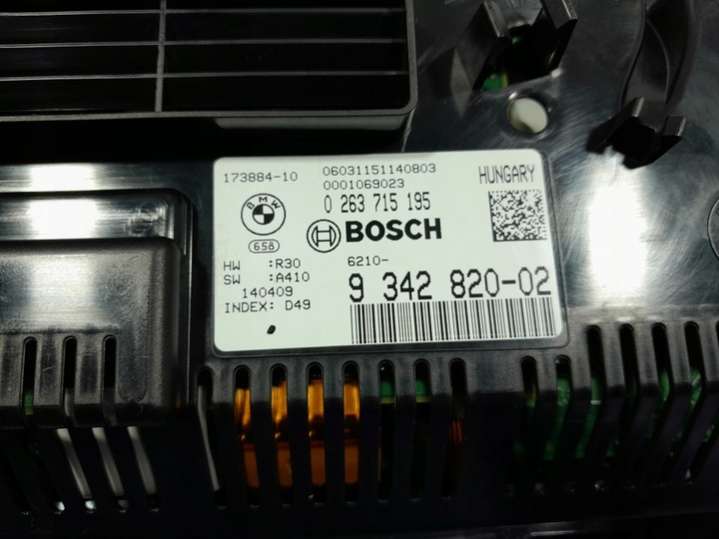 173884-10
06031151140803
0001069023
HUNGARY
BMW
0 263 715 195
658
BOSCH
HW :R30
6210-
SW :A410
140409
9 342 820-02
INDEX: D49